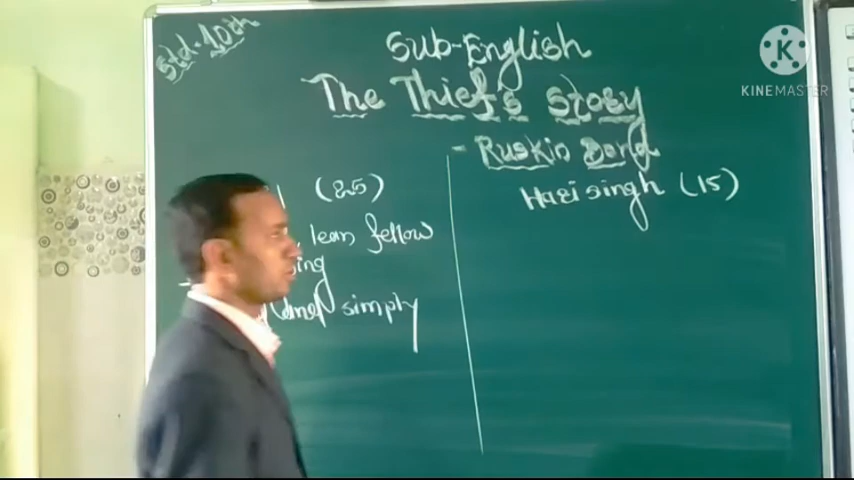 Std. 10th
Sub-English
The Thief's Story
- Ruskin Bond
(25)
lean fellow
simply
Hari singh (15)
KINEMASTER